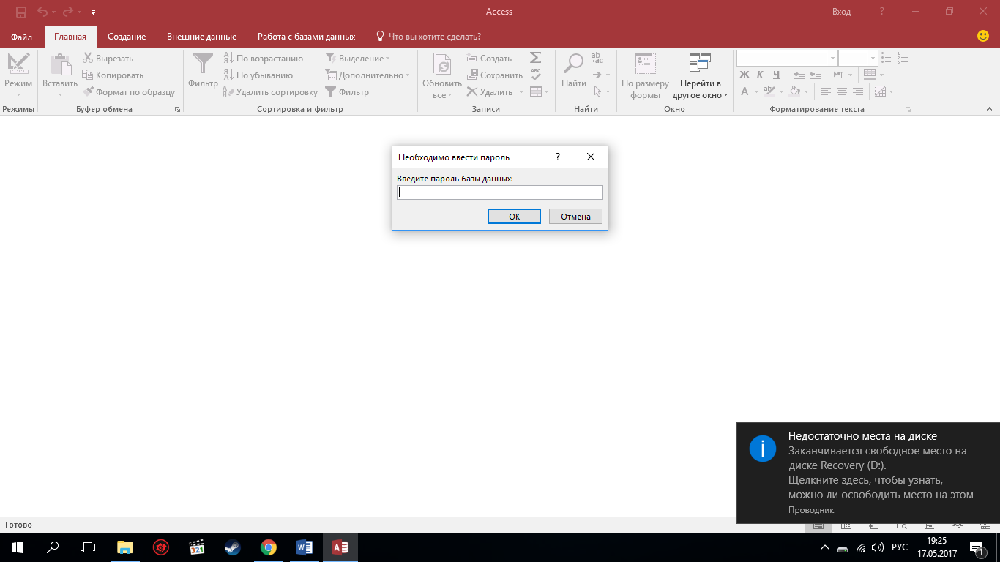 Access
Вход
Файл
Главная
Создание
Внешние данные
Работа с базами данных
Что вы хотите сделать?
Режим
Режимы
Вставить
Вырезать
Копировать
Формат по образцу
Буфер обмена
Фильтр
По возрастанию
По убыванию
Удалить сортировку
Выделение
Дополнительно
Фильтр
Сортировка и фильтр
Обновить
все
Создать
Сохранить
Удалить
Записи
Найти
Найти
По размеру
формы
Перейти в
другое окно
Окно
Ж К Ч
Форматирование текста
Необходимо ввести пароль
?
Введите пароль базы данных:
ОК
Отмена
Недостаточно места на диске
Заканчивается свободное место на
диске Recovery (D:).
Щелкните здесь, чтобы узнать,
можно ли освободить место на этом
Проводник
Готово
321
РУС
19:25
17.05.2017
1